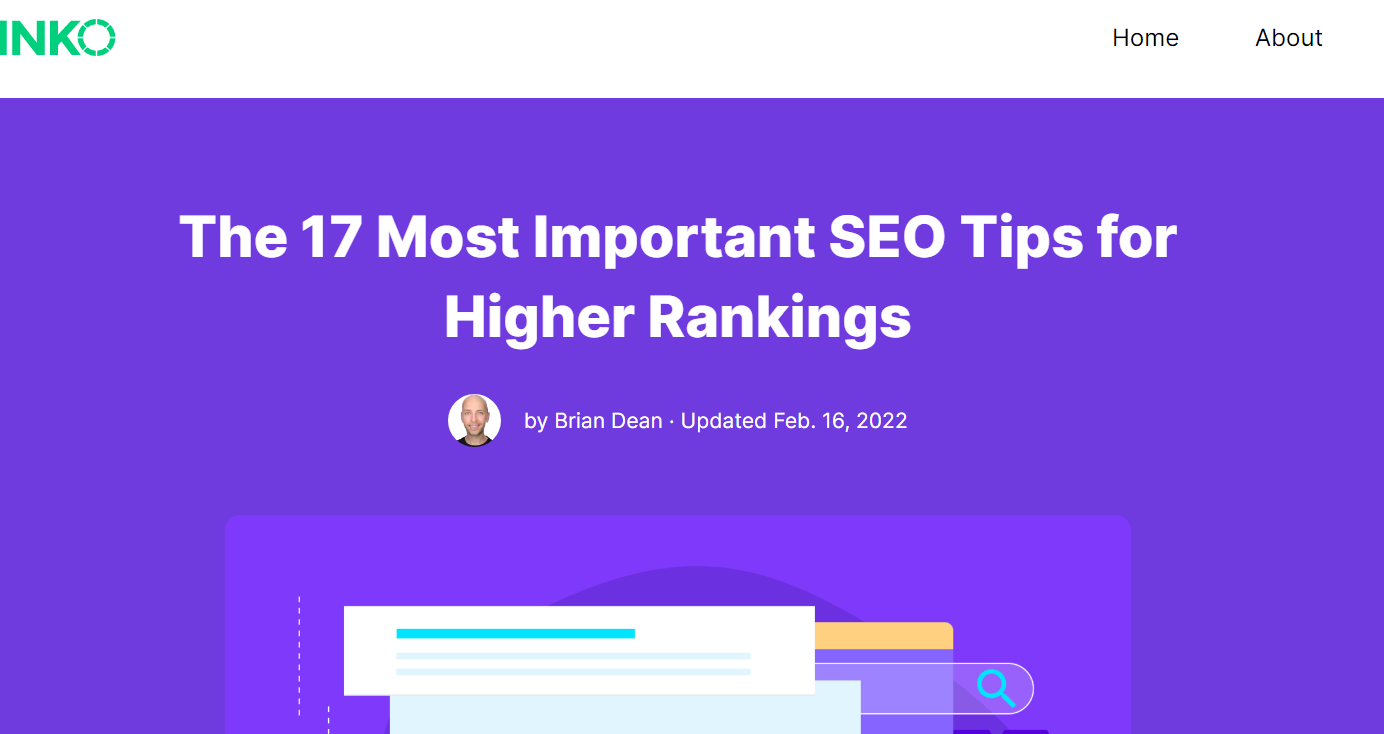 INKO
Home About
The 17 Most Important SEO Tips for
Higher Rankings
by Brian Dean · Updated Feb. 16, 2022